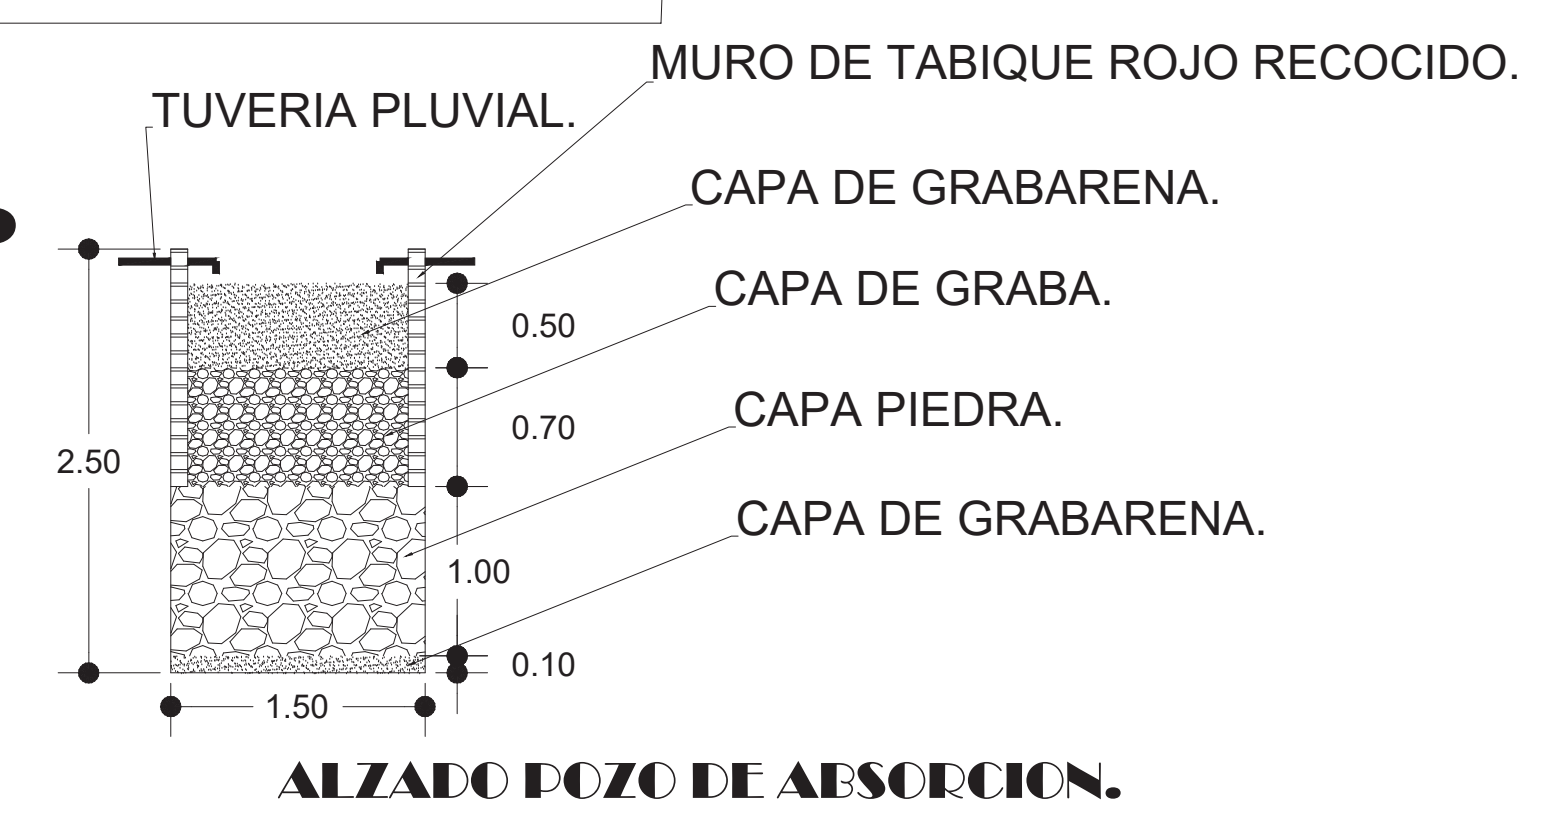 MURO DE TABIQUE ROJO RECOCIDO.
TUVERIA PLUVIAL.
CAPA DE GRABARENA.
CAPA DE GRABA.
0.50
CAPA PIEDRA.
0.70
2.50
CAPA DE GRABARENA.
1.00
0.10
1.50
ALZADO POZO DE ABSORCION.